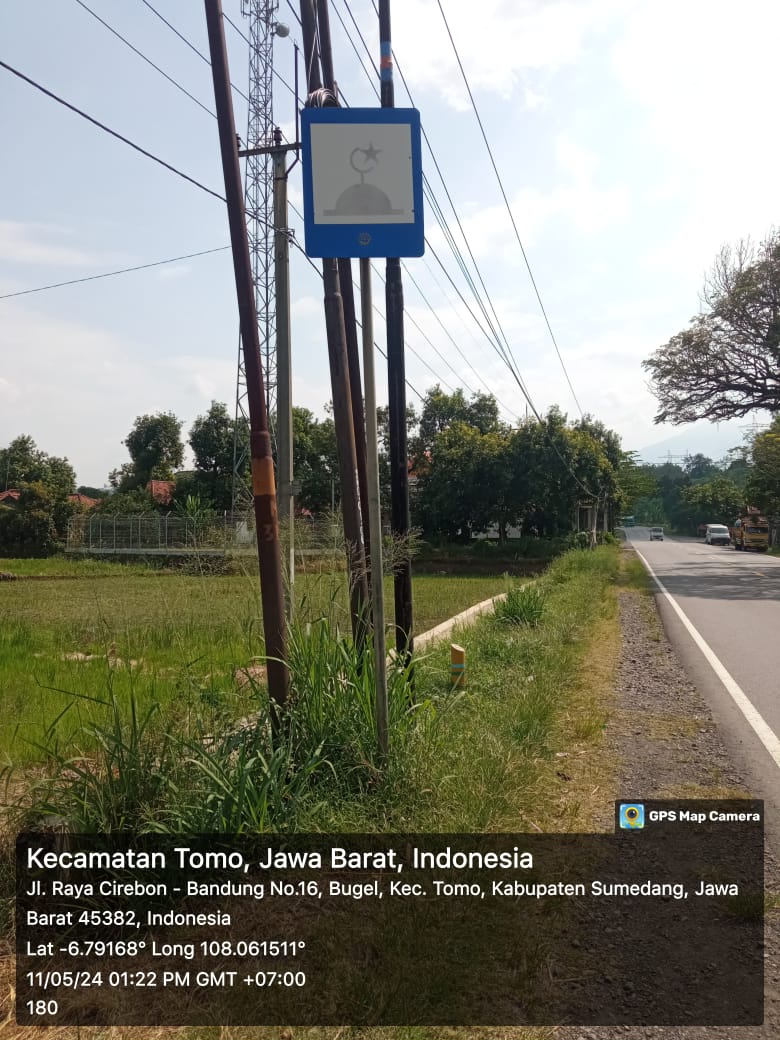 GPS Map Camera
Kecamatan Tomo, Jawa Barat, Indonesia
Jl. Raya Cirebon - Bandung No.16, Bugel, Kec. Tomo, Kabupaten Sumedang, Jawa
Barat 45382, Indonesia
Lat -6.79168° Long 108.061511°
11/05/24 01:22 PM GMT +07:00
180